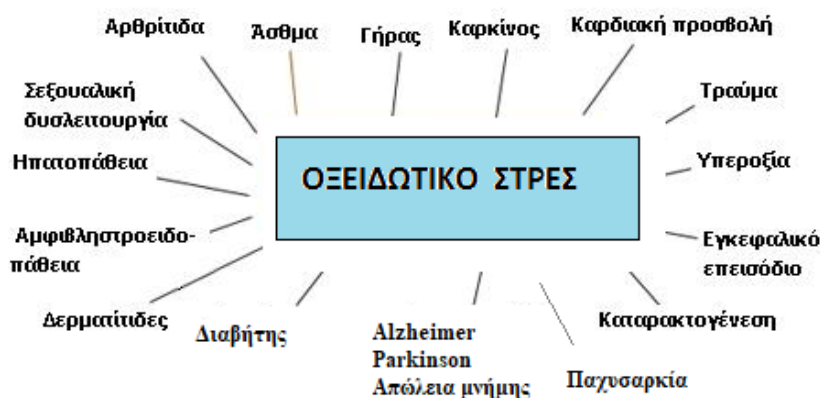 Αρθρίτιδα
Άσθμα
Γήρας
Καρκίνος
Καρδιακή προσβολή
Σεξουαλική
δυσλειτουργία
Τραύμα
Ηπατοπάθεια
ΟΞΕΙΔΩΤΙΚΟ ΣΤΡΕΣ
Υπεροξία
Αμφιβληστροειδο-
πάθεια
Εγκεφαλικό
επεισόδιο
Δερματίτιδες
Διαβήτης
Alzheimer
Parkinson
Απώλεια μνήμης
Παχυσαρκία
Καταρακτογένεση